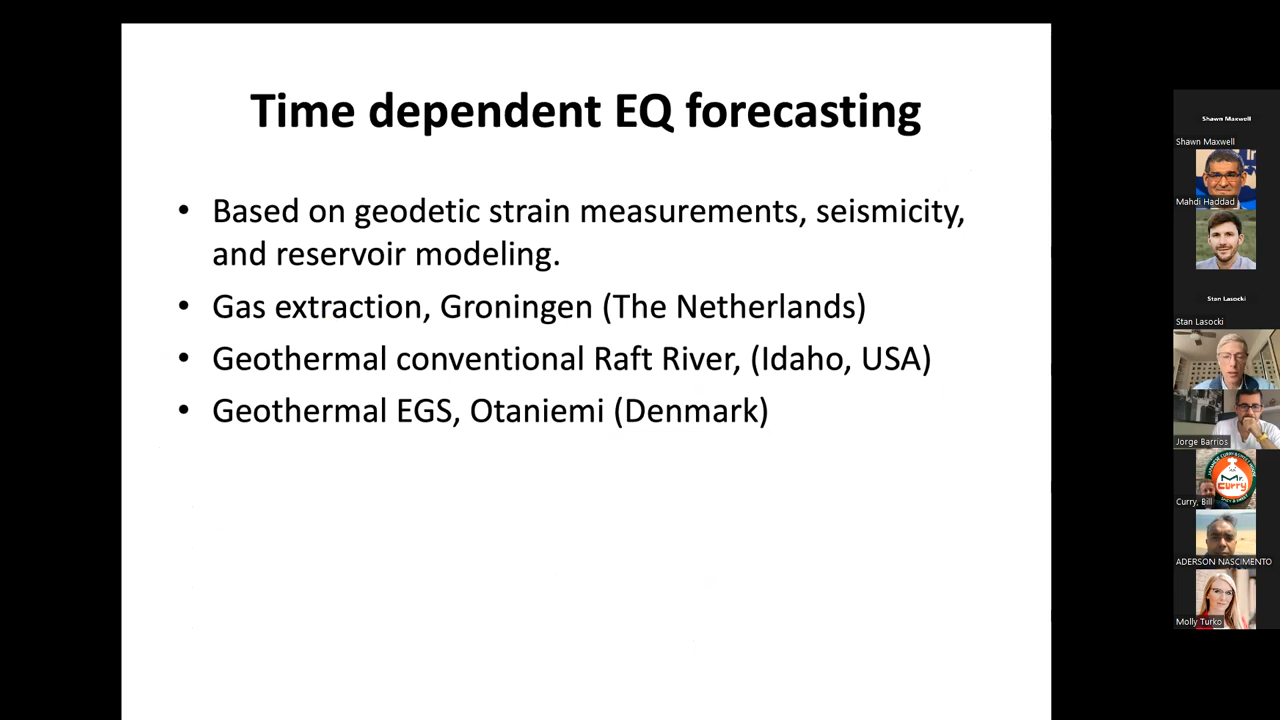 Time dependent EQ forecasting
• Based on geodetic strain measurements, seismicity,
and reservoir modeling.
• Gas extraction, Groningen (The Netherlands)
• Geothermal conventional Raft River, (Idaho, USA)
• Geothermal EGS, Otaniemi (Denmark)
Shawn Maxwell
Shawn Maxwell
Mahdi Haddad
Stan Lasocki
Stan Lasocki
Jorge Barrios
Mr.
Curry
Curry, Bill
ADERSON NASCIMENTO
Molly Turko